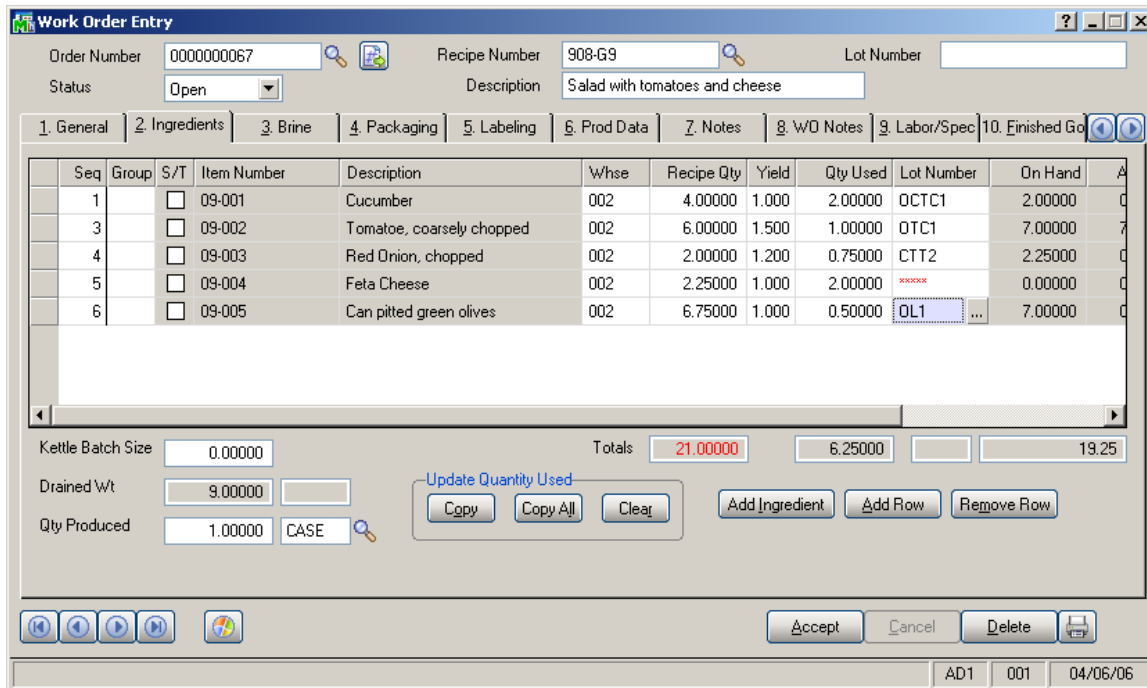 Work Order Entry
Order Number 0000000067 Recipe Number 908-G9 Lot Number
Status Open Description Salad with tomatoes and cheese
1. General 2. Ingredients 3. Brine 4. Packaging 5. Labeling 6. Prod Data 7. Notes 8. WO Notes 9. Labor/Spec 10. Finished Go
Seq Group S/T Item Number Description Whse Recipe Qty Yield Qty Used Lot Number On Hand A
1 09-001 Cucumber 002 4.00000 1.000 2.00000 OCTC1 2.00000
3 09-002 Tomatoe, coarsely chopped 002 6.00000 1.500 1.00000 OTC1 7.00000 7
4 09-003 Red Onion, chopped 002 2.00000 1.200 0.75000 CTT2 2.25000
5 09-004 Feta Cheese 002 2.25000 1.000 2.00000 ***** 0.00000
6 09-005 Can pitted green olives 002 6.75000 1.000 0.50000 OL1 ... 7.00000
Kettle Batch Size 0.00000 Totals 21.00000 6.25000 19.25
Drained Wt 9.00000 Update Quantity Used
Copy Copy All Clear Add Ingredient Add Row Remove Row
Qty Produced 1.00000 CASE
Accept Cancel Delete
AD1 001 04/06/06